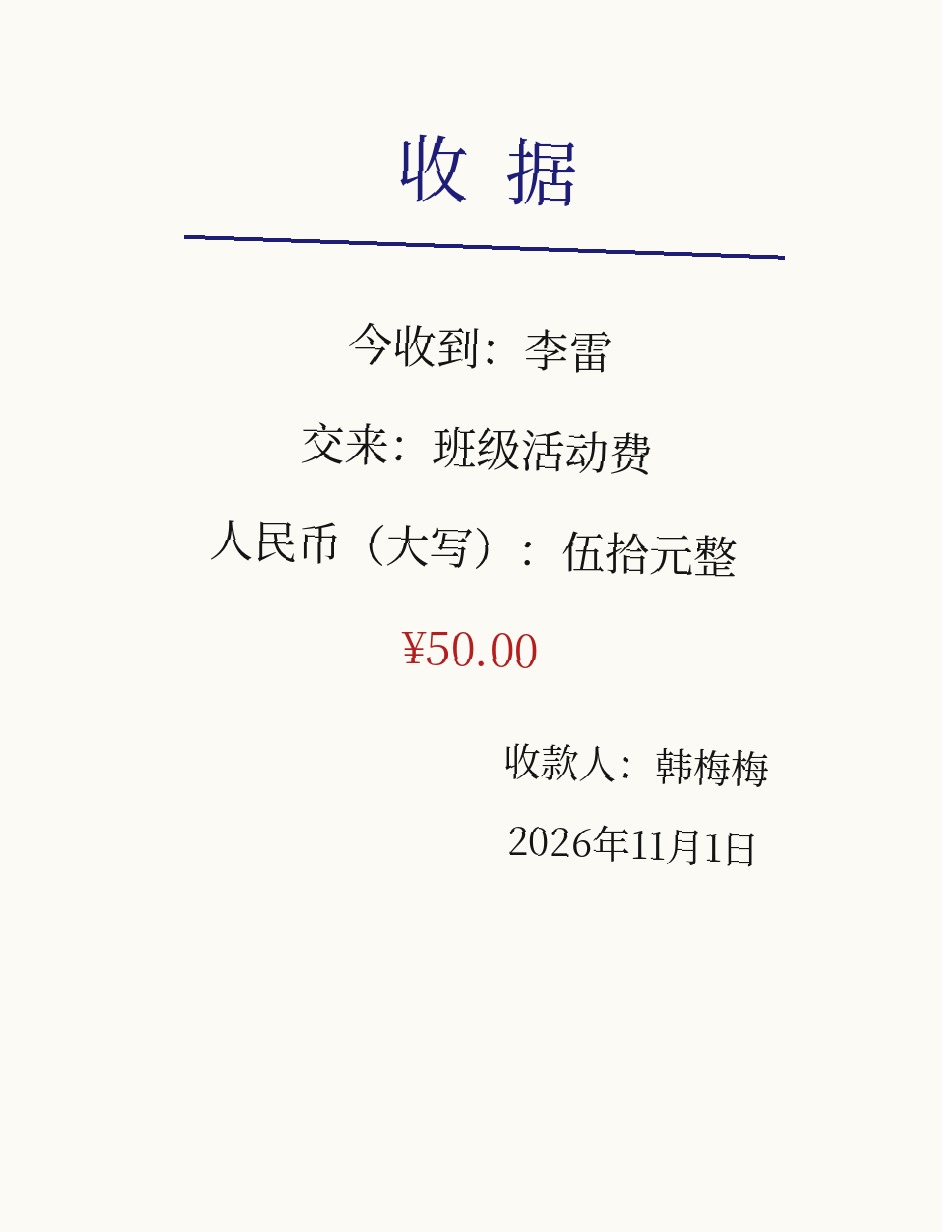 收 据
今收到：李雷
交来：班级活动费
人民币（大写）：伍拾元整
¥50.00
收款人：韩梅梅
2026年11月1日